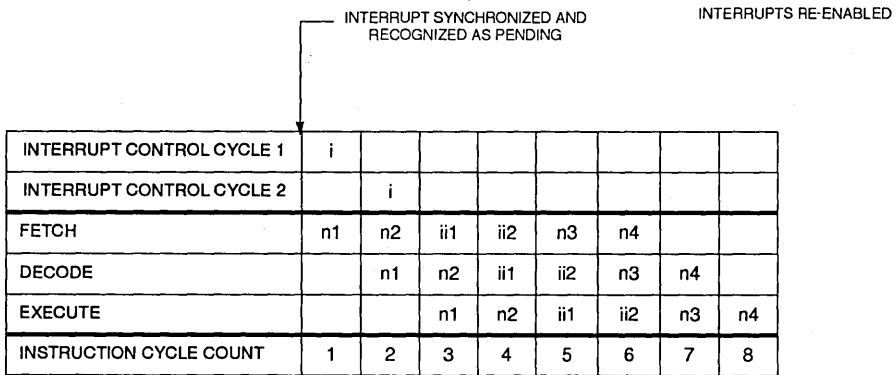 INTERRUPT SYNCHRONIZED AND
RECOGNIZED AS PENDING
INTERRUPTS RE-ENABLED
INTERRUPT CONTROL CYCLE 1 i
INTERRUPT CONTROL CYCLE 2 i
FETCH n1 n2 ii1 ii2 n3 n4
DECODE n1 n2 ii1 ii2 n3 n4
EXECUTE n1 n2 ii1 ii2 n3 n4
INSTRUCTION CYCLE COUNT 1 2 3 4 5 6 7 8